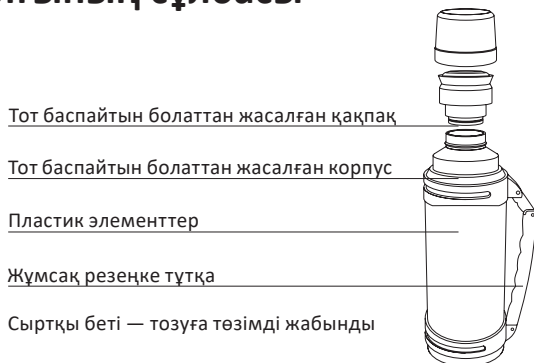 Тот баспайтын болаттан жасалған қақпақ
Тот баспайтын болаттан жасалған корпус
Пластик элементтер
Жұмсақ резеңке тұтқа
Сыртқы беті — тозуға төзімді жабынды